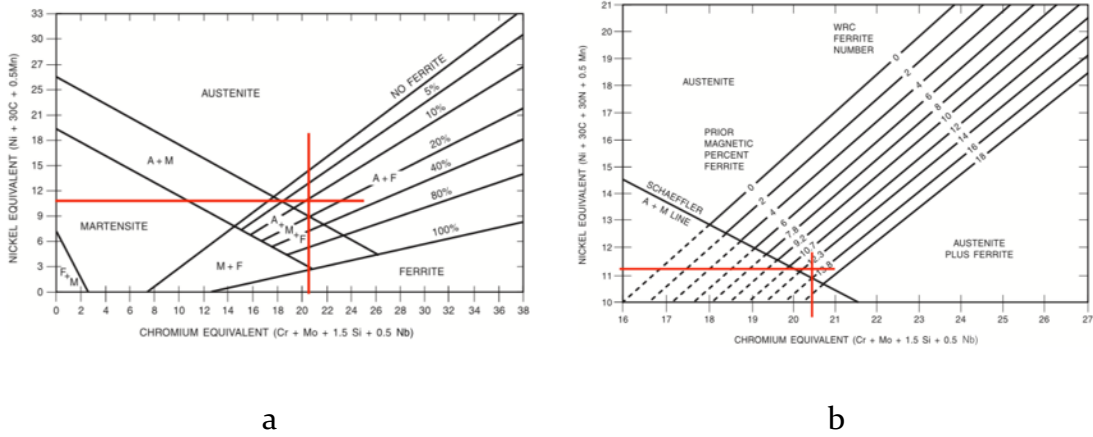 33
30
27
24
21
18
15
12
9
6
3
0
NICKEL EQUIVALENT (Ni + 30C + 0.5Mn)
AUSTENITE
NO FERRITE
5%
10%
20%
40%
80%
100%
A + M
A + F
MARTENSITE
A + M + F
M + F
F + M
FERRITE
0 2 4 6 8 10 12 14 16 18 20 22 24 26 28 30 32 34 36 38
CHROMIUM EQUIVALENT (Cr + Mo + 1.5 Si + 0.5 Nb)
a
21
20
19
18
17
16
15
14
13
12
11
10
NICKEL EQUIVALENT (Ni + 30C + 30N + 0.5 Mn)
WRC
FERRITE
NUMBER
0
2
4
6
8
10
12
14
16
18
AUSTENITE
PRIOR
MAGNETIC
PERCENT
FERRITE
0
2
4
6
7.8
9.2
10.7
12.3
13.8
SCHAEFFLER
A + M LINE
AUSTENITE
PLUS FERRITE
16 17 18 19 20 21 22 23 24 25 26 27
CHROMIUM EQUIVALENT (Cr + Mo + 1.5 Si + 0.5 Nb)
b